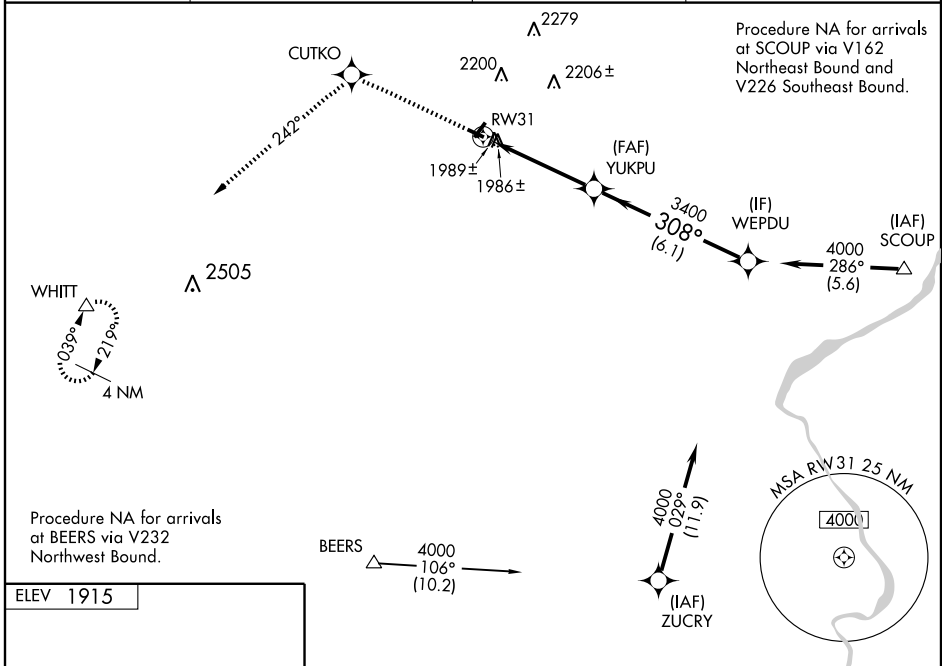 2279
CUTKO
2200
2206±
Procedure NA for arrivals
at SCOUP via V162
Northeast Bound and
V226 Southeast Bound.
242°
RW31
1989±
1986±
(FAF)
YUKPU
3400
308°
(6.1)
(IF)
WEPDU
(IAF)
SCOUP
4000
286°
(5.6)
2505
WHITT
039°
219°
4 NM
MSA RW31 25 NM
4000
4000
029°
(11.9)
Procedure NA for arrivals
at BEERS via V232
Northwest Bound.
BEERS
4000
106°
(10.2)
(IAF)
ZUCRY
ELEV 1915